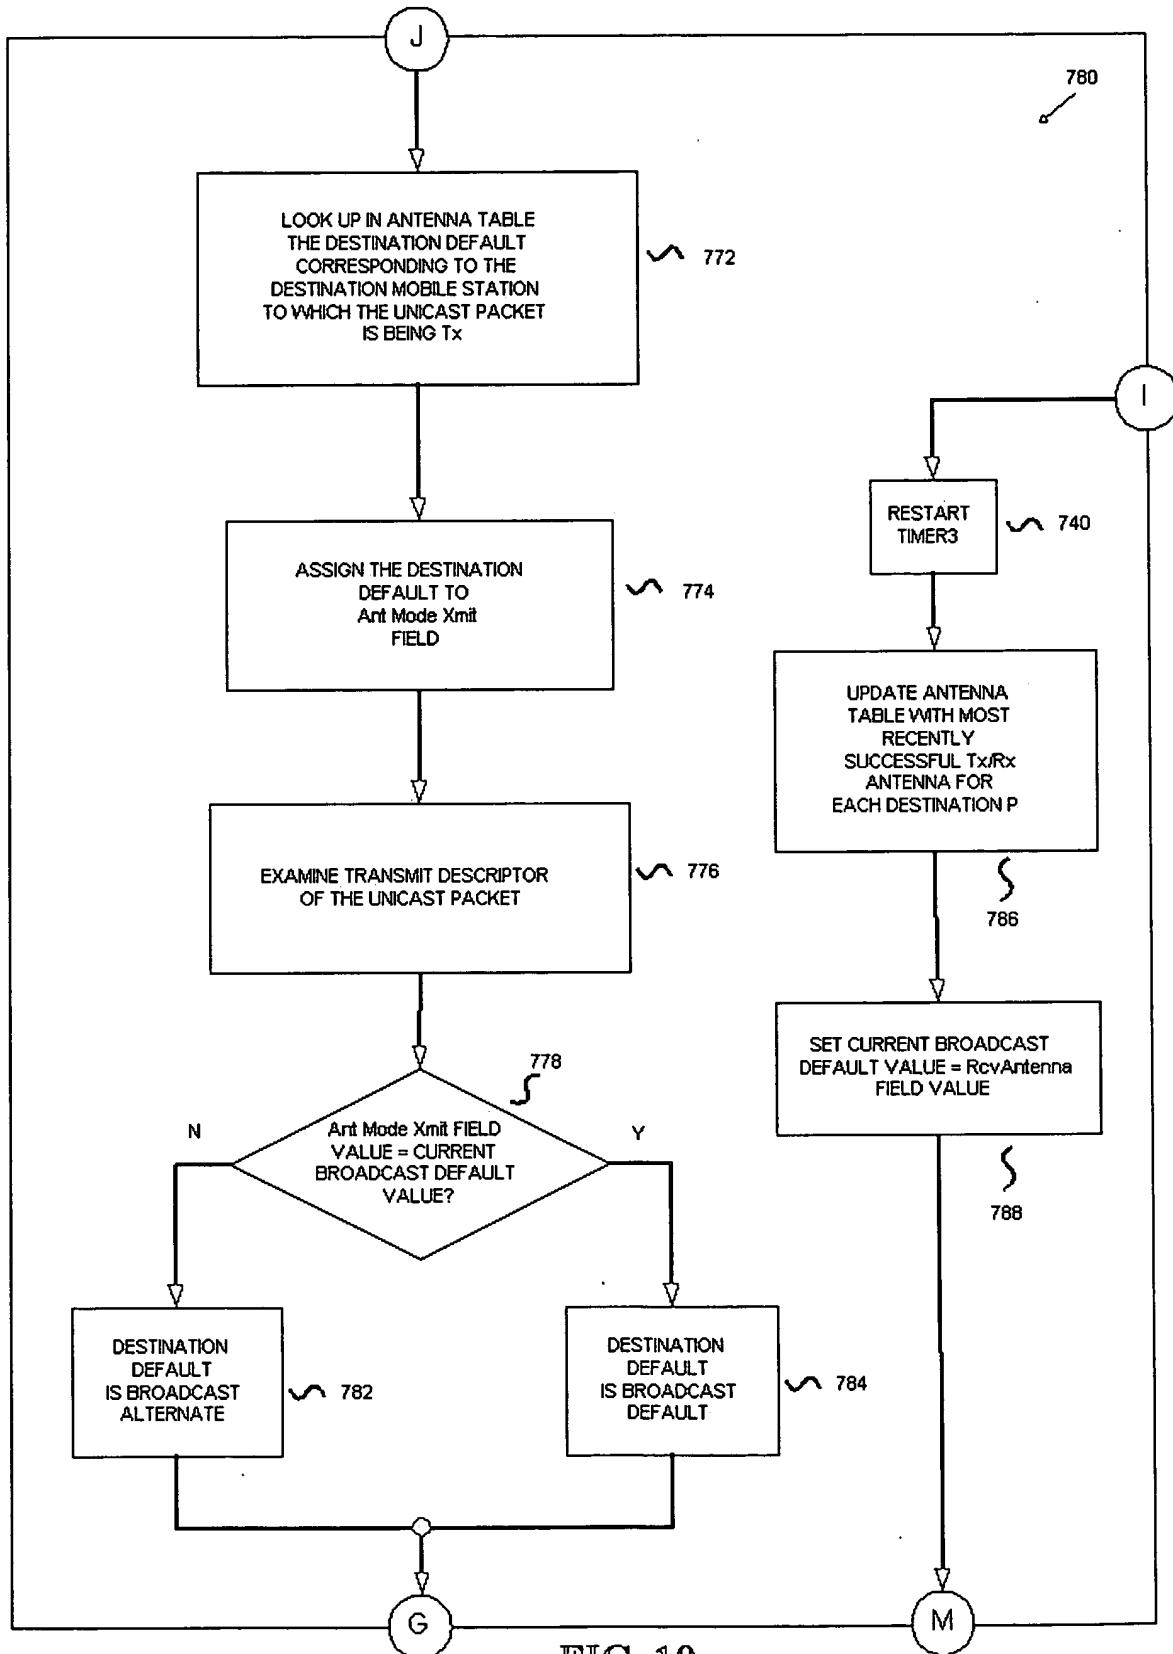 J
780
LOOK UP IN ANTENNA TABLE
THE DESTINATION DEFAULT
CORRESPONDING TO THE
DESTINATION MOBILE STATION
TO WHICH THE UNICAST PACKET
IS BEING Tx
772
I
RESTART
TIMER3
740
ASSIGN THE DESTINATION
DEFAULT TO
Ant Mode Xmit
FIELD
774
UPDATE ANTENNA
TABLE WITH MOST
RECENTLY
SUCCESSFUL Tx/Rx
ANTENNA FOR
EACH DESTINATION P
786
EXAMINE TRANSMIT DESCRIPTOR
OF THE UNICAST PACKET
776
SET CURRENT BROADCAST
DEFAULT VALUE = RcvAntenna
FIELD VALUE
788
778
N
Ant Mode Xmit FIELD
VALUE = CURRENT
BROADCAST DEFAULT
VALUE?
Y
DESTINATION
DEFAULT
IS BROADCAST
ALTERNATE
782
DESTINATION
DEFAULT
IS BROADCAST
DEFAULT
784
G
M